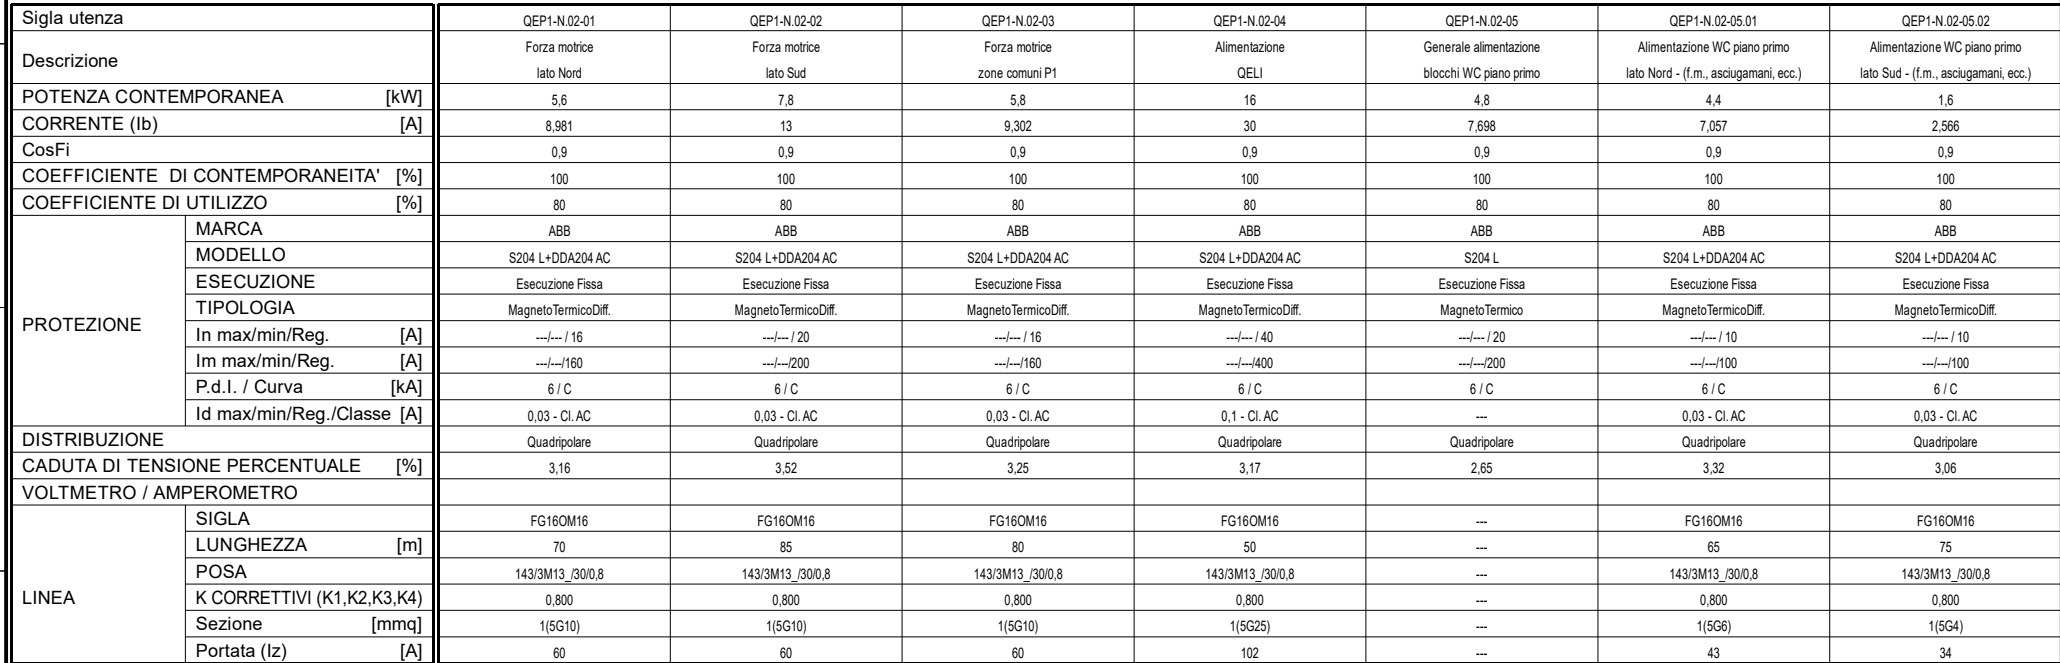 Sigla utenza QEP1-N.02-01 QEP1-N.02-02 QEP1-N.02-03 QEP1-N.02-04 QEP1-N.02-05 QEP1-N.02-05.01 QEP1-N.02-05.02
Descrizione
Forza motrice Forza motrice Forza motrice Alimentazione Generale alimentazione Alimentazione WC piano primo Alimentazione WC piano primo
lato Nord lato Sud zone comuni P1 QELI blocchi WC piano primo lato Nord - (f.m., asciugamani, ecc.) lato Sud - (f.m., asciugamani, ecc.)
POTENZA CONTEMPORANEA [kW] 5,6 7,8 5,8 16 4,8 4,4 1,6
CORRENTE (Ib) [A] 8,981 13 9,302 30 7,698 7,057 2,566
CosFi 0,9 0,9 0,9 0,9 0,9 0,9 0,9
COEFFICIENTE DI CONTEMPORANEITA' [%] 100 100 100 100 100 100 100
COEFFICIENTE DI UTILIZZO [%] 80 80 80 80 80 80 80
PROTEZIONE
MARCA ABB ABB ABB ABB ABB ABB ABB
MODELLO S204 L+DDA204 AC S204 L+DDA204 AC S204 L+DDA204 AC S204 L+DDA204 AC S204 L S204 L+DDA204 AC S204 L+DDA204 AC
ESECUZIONE Esecuzione Fissa Esecuzione Fissa Esecuzione Fissa Esecuzione Fissa Esecuzione Fissa Esecuzione Fissa Esecuzione Fissa
TIPOLOGIA MagnetoTermicoDiff. MagnetoTermicoDiff. MagnetoTermicoDiff. MagnetoTermicoDiff. MagnetoTermico MagnetoTermicoDiff. MagnetoTermicoDiff.
In max/min/Reg. [A] ---/--- / 16 ---/--- / 20 ---/--- / 16 ---/--- / 40 ---/--- / 20 ---/--- / 10 ---/--- / 10
Im max/min/Reg. [A] ---/---/160 ---/---/200 ---/---/160 ---/---/400 ---/---/200 ---/---/100 ---/---/100
P.d.I. / Curva [kA] 6 / C 6 / C 6 / C 6 / C 6 / C 6 / C 6 / C
Id max/min/Reg./Classe [A] 0,03 - Cl. AC 0,03 - Cl. AC 0,03 - Cl. AC 0,1 - Cl. AC --- 0,03 - Cl. AC 0,03 - Cl. AC
DISTRIBUZIONE Quadripolare Quadripolare Quadripolare Quadripolare Quadripolare Quadripolare Quadripolare
CADUTA DI TENSIONE PERCENTUALE [%] 3,16 3,52 3,25 3,17 2,65 3,32 3,06
VOLTMETRO / AMPEROMETRO
LINEA
SIGLA FG16OM16 FG16OM16 FG16OM16 FG16OM16 --- FG16OM16 FG16OM16
LUNGHEZZA [m] 70 85 80 50 --- 65 75
POSA 143/3M13_/30/0,8 143/3M13_/30/0,8 143/3M13_/30/0,8 143/3M13_/30/0,8 --- 143/3M13_/30/0,8 143/3M13_/30/0,8
K CORRETTIVI (K1,K2,K3,K4) 0,800 0,800 0,800 0,800 --- 0,800 0,800
Sezione [mmq] 1(5G10) 1(5G10) 1(5G10) 1(5G25) --- 1(5G6) 1(5G4)
Portata (Iz) [A] 60 60 60 102 --- 43 34